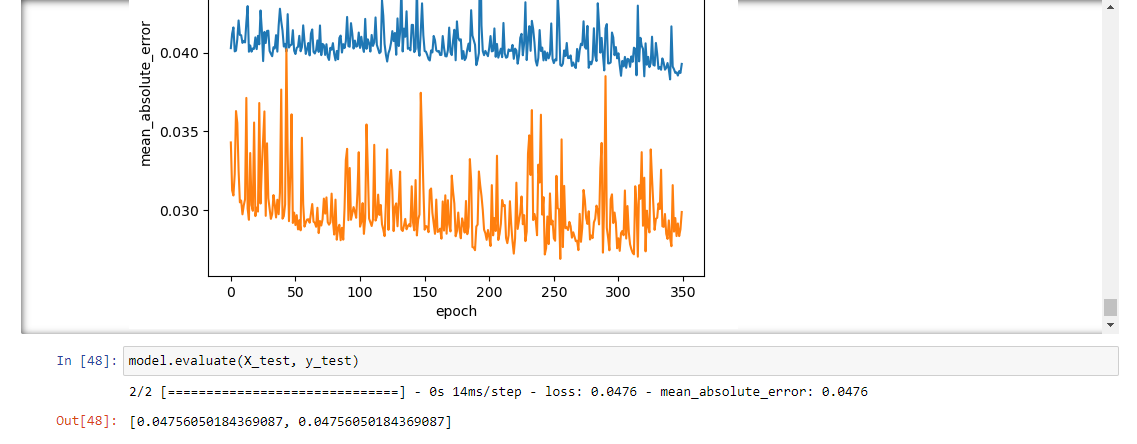 mean_absolute_error
0.040
0.035
0.030
0 50 100 150 200 250 300 350
epoch
In [48]: model.evaluate(X_test, y_test)
2/2 [==============================] - 0s 14ms/step - loss: 0.0476 - mean_absolute_error: 0.0476
Out[48]: [0.04756050184369087, 0.04756050184369087]